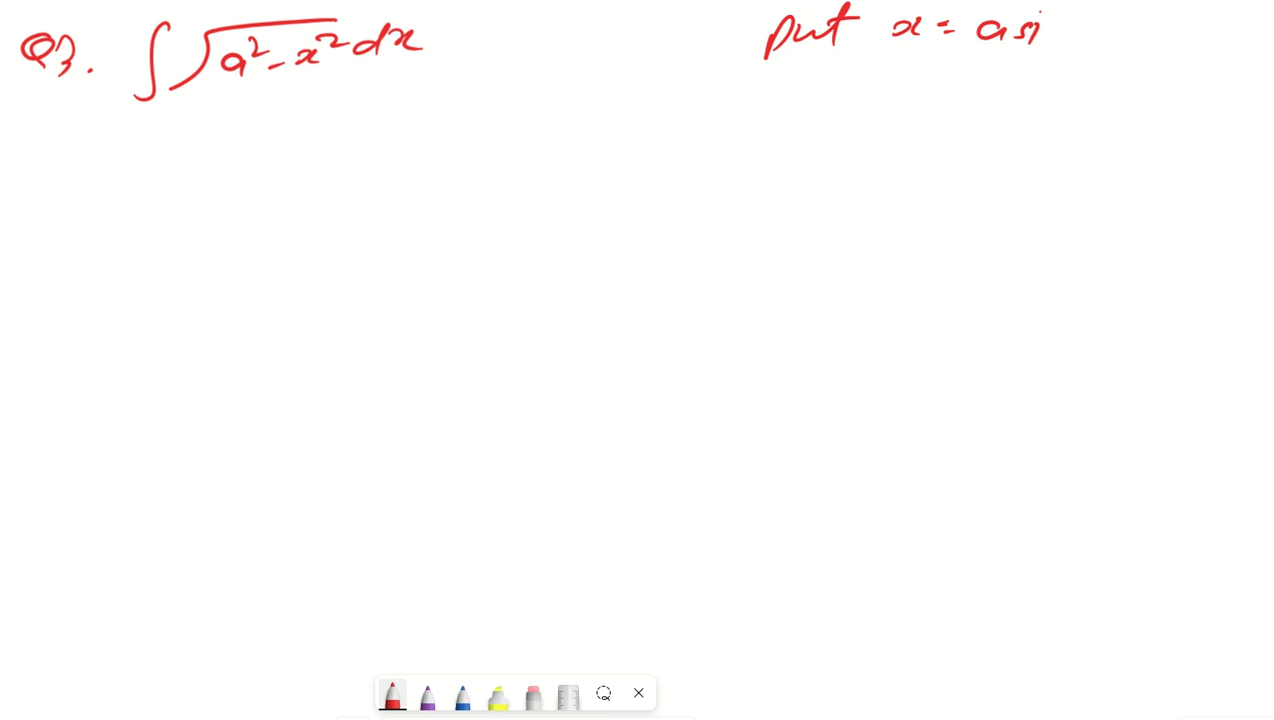 Q3. ∫√a²-x² dx
put x = a si